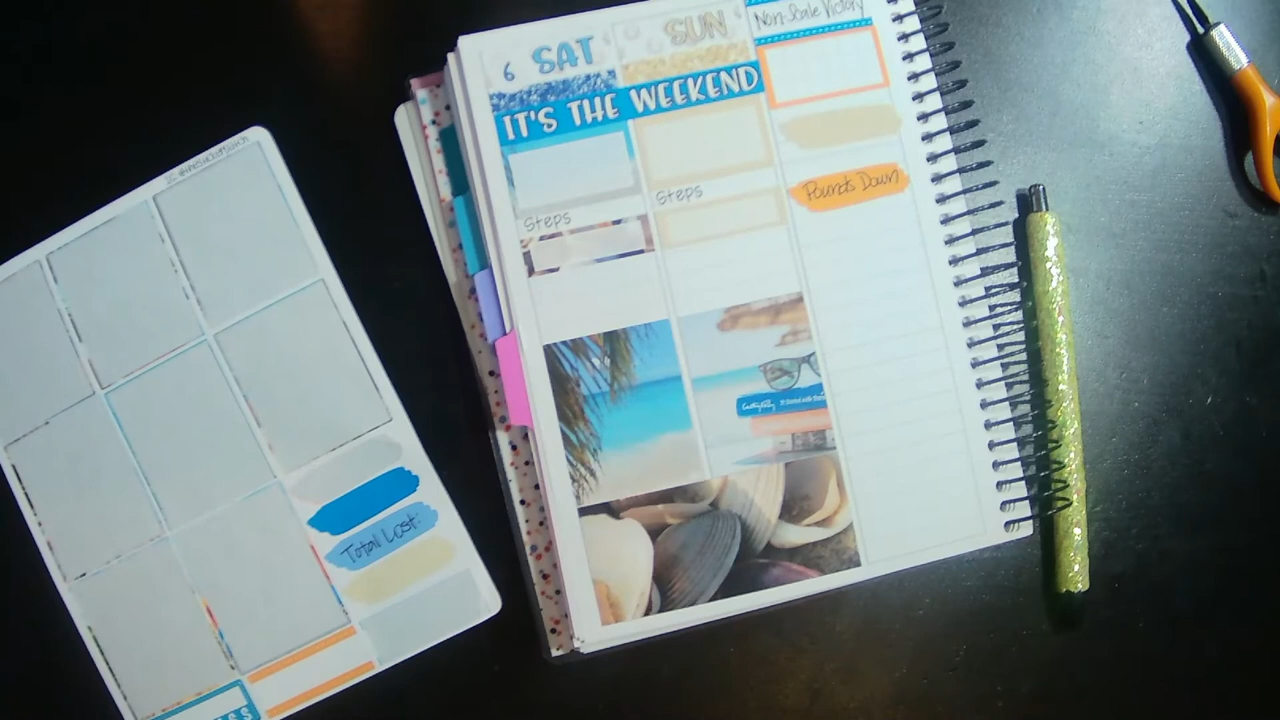 6 SAT
SUN
IT'S THE WEEKEND
Non-Scale Victory
Steps
Steps
Pounds Down
Total Lost: